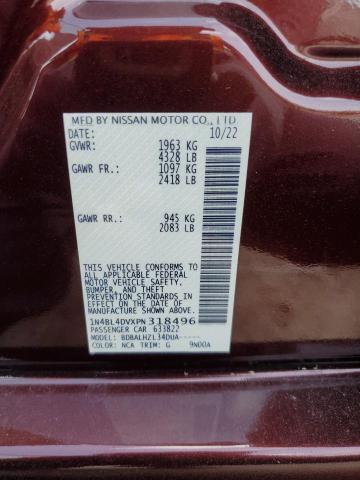 MFD BY NISSAN MOTOR CO., LTD
DATE: 10/22
GVWR: 1963 KG
4328 LB
GAWR FR.: 1097 KG
2418 LB
GAWR RR.: 945 KG
2083 LB
THIS VEHICLE CONFORMS TO
ALL APPLICABLE FEDERAL
MOTOR VEHICLE SAFETY,
BUMPER, AND THEFT
PREVENTION STANDARDS IN
EFFECT ON THE DATE OF
MANUFACTURE SHOWN ABOVE.
1N4BL4DVXPN318496
PASSENGER CAR 633822
MODEL: BDBALHZL34DUA-----
COLOR: NCA TRIM: G 9N00A